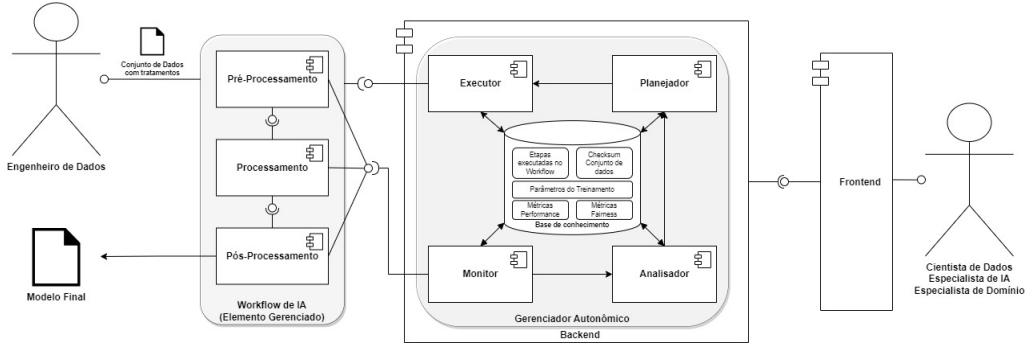 Conjunto de Dados
com tratamentos
Engenheiro de Dados
Modelo Final
Pré-Processamento
Processamento
Pós-Processamento
Workflow de IA
(Elemento Gerenciado)
Executor
Planejador
Etapas
executadas no
Workflow
Checksum
Conjunto de
dados
Parâmetros do Treinamento
Métricas
Performance
Métricas
Fairness
Base de conhecimento
Monitor
Analisador
Gerenciador Autonômico
Backend
Frontend
Cientista de Dados
Especialista de IA
Especialista de Domínio